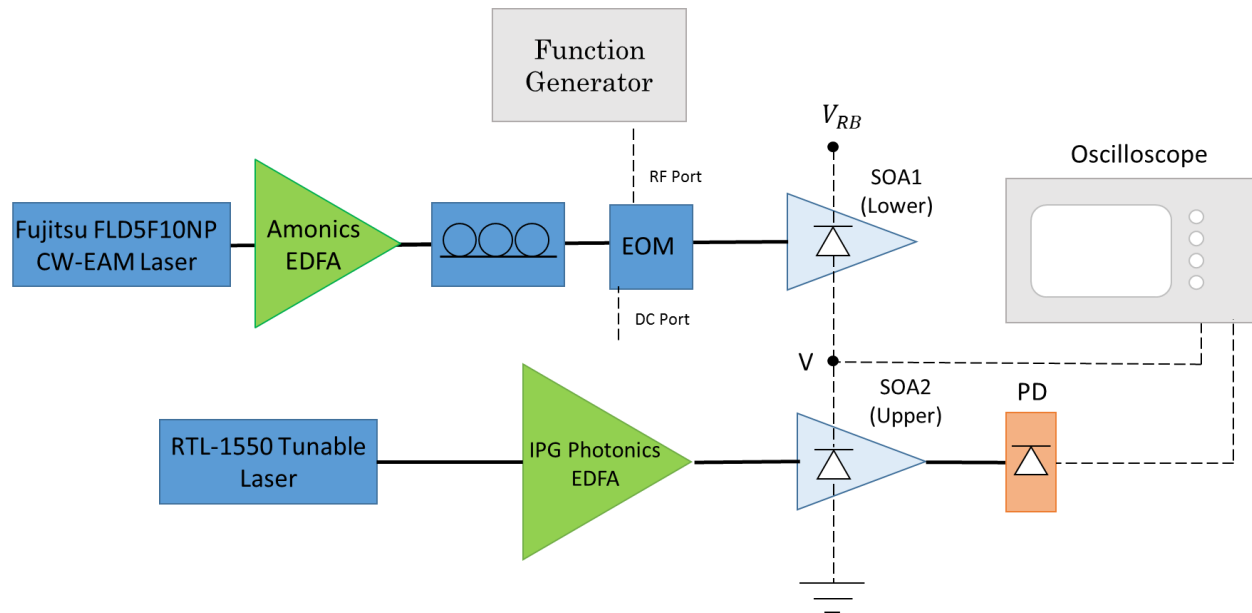 Function
Generator
V_RB
Oscilloscope
RF Port
SOA1
(Lower)
Fujitsu FLD5F10NP
CW-EAM Laser
Amonics
EDFA
EOM
DC Port
V
SOA2
(Upper)
PD
RTL-1550 Tunable
Laser
IPG Photonics
EDFA